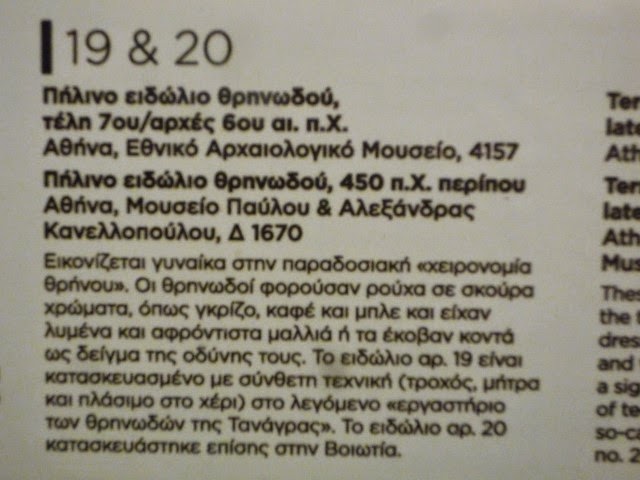 19 & 20
Πήλινο ειδώλιο θρηνωδού,
τέλη 7ου/αρχές 6ου αι. π.Χ.
Αθήνα, Εθνικό Αρχαιολογικό Μουσείο, 4157
Πήλινο ειδώλιο θρηνωδού, 450 π.Χ. περίπου
Αθήνα, Μουσείο Παύλου & Αλεξάνδρας
Κανελλοπούλου, Δ 1670
Εικονίζεται γυναίκα στην παραδοσιακή «χειρονομία
θρήνου». Οι θρηνωδοί φορούσαν ρούχα σε σκούρα
χρώματα, όπως γκρίζο, καφέ και μπλε και είχαν
λυμένα και αφρόντιστα μαλλιά ή τα έκοβαν κοντά
ως δείγμα της οδύνης τους. Το ειδώλιο αρ. 19 είναι
κατασκευασμένο με σύνθετη τεχνική (τροχός, μήτρα
και πλάσιμο στο χέρι) στο λεγόμενο «εργαστήριο
των θρηνωδών της Τανάγρας». Το ειδώλιο αρ. 20
κατασκευάστηκε επίσης στην Βοιωτία.
Ter
late
Ath
Terr
late
Ath
Mus
Thes
the t
dres
and
a sig
of te
so-ca
no. 2